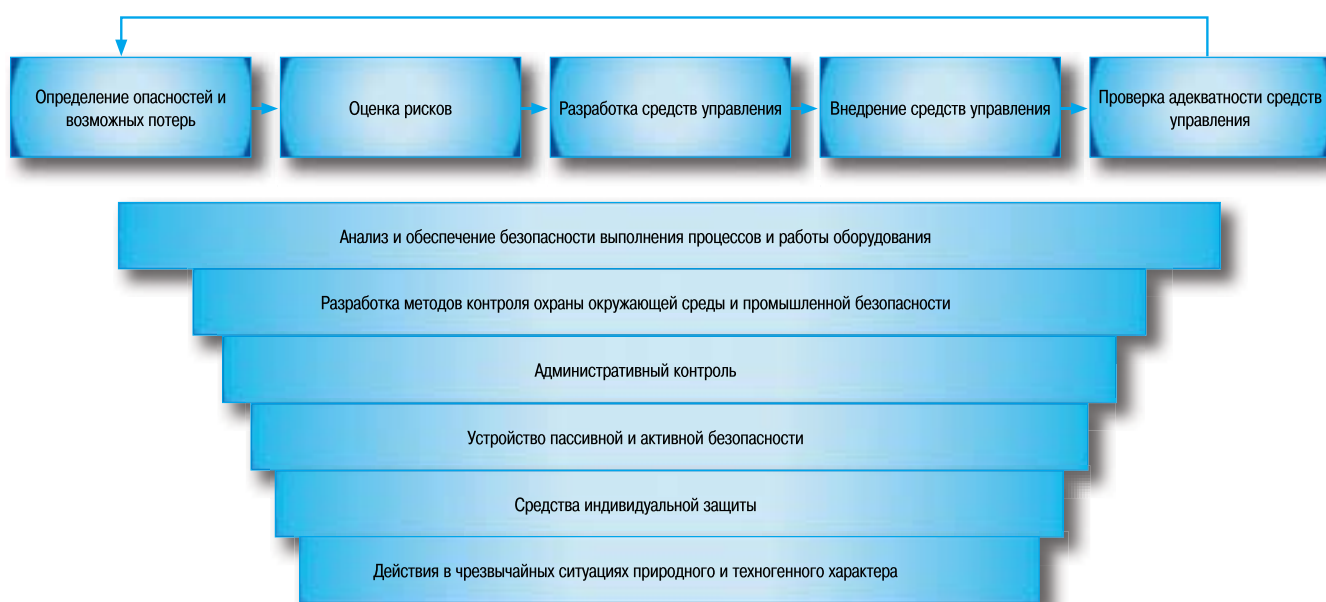 Определение опасностей и
возможных потерь
Оценка рисков
Разработка средств управления
Внедрение средств управления
Проверка адекватности средств
управления
Анализ и обеспечение безопасности выполнения процессов и работы оборудования
Разработка методов контроля охраны окружающей среды и промышленной безопасности
Административный контроль
Устройство пассивной и активной безопасности
Средства индивидуальной защиты
Действия в чрезвычайных ситуациях природного и техногенного характера